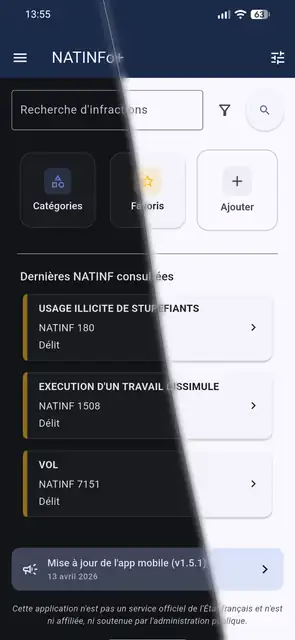 13:55
63
NATINFo+
Recherche d'infractions
Catégories
Favoris
Ajouter
Dernières NATINF consultées
USAGE ILLICITE DE STUPEFIANTS
NATINF 180
Délit
EXECUTION D'UN TRAVAIL DISSIMULE
NATINF 1508
Délit
VOL
NATINF 7151
Délit
Mise à jour de l'app mobile (v1.5.1)
13 avril 2026
Cette application n'est pas un service officiel de l'État français et n'est
ni affiliée, ni soutenue par l'administration publique.